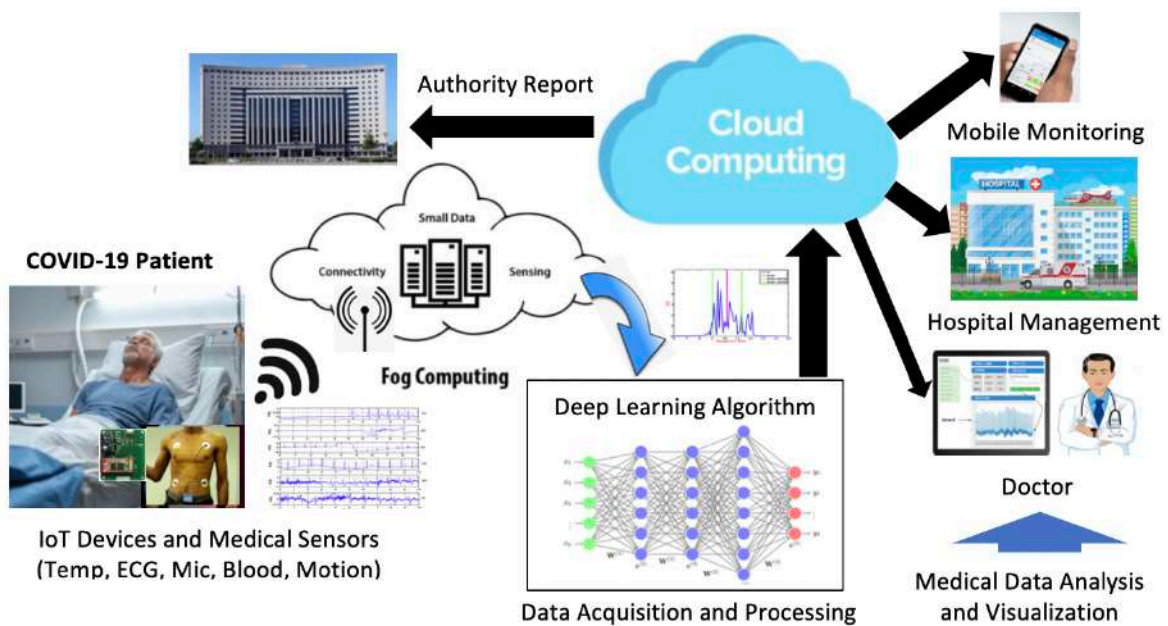 Authority Report
Cloud
Computing
Mobile Monitoring
HOSPITAL
Hospital Management
Small Data
Connectivity
Sensing
Fog Computing
COVID-19 Patient
IoT Devices and Medical Sensors
(Temp, ECG, Mic, Blood, Motion)
Deep Learning Algorithm
Data Acquisition and Processing
Doctor
Medical Data Analysis
and Visualization